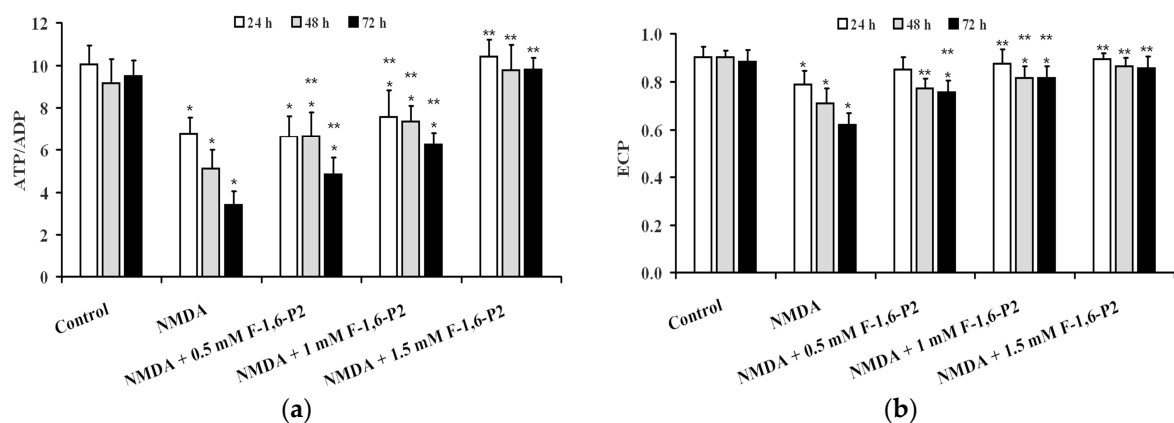 24 h 48 h 72 h
ATP/ADP
12
10
8
6
4
2
0
** ** **
** ** **
* * *
** **
* * *
* * *
Control
NMDA
NMDA + 0.5 mM F-1,6-P2
NMDA + 1 mM F-1,6-P2
NMDA + 1.5 mM F-1,6-P2
(a)
24 h 48 h 72 h
ECP
1.0
0.8
0.6
0.4
0.2
0.0
* * *
** ** *
** ** **
* *
** ** **
Control
NMDA
NMDA + 0.5 mM F-1,6-P2
NMDA + 1 mM F-1,6-P2
NMDA + 1.5 mM F-1,6-P2
(b)